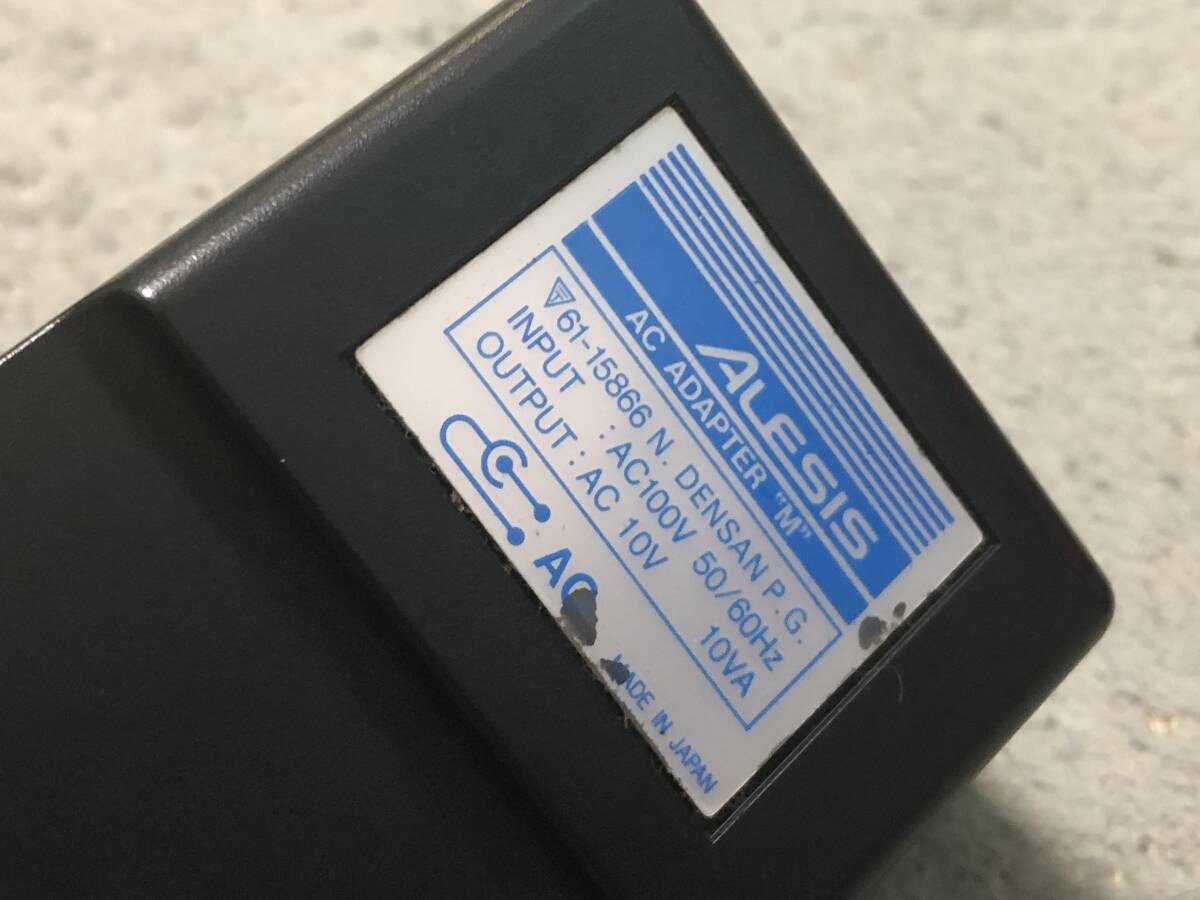 ALESIS
AC ADAPTER "M"
61-15866 N. DENSAN P.G.
INPUT : AC100V 50/60Hz
OUTPUT : AC 10V 10VA
AC
MADE IN JAPAN